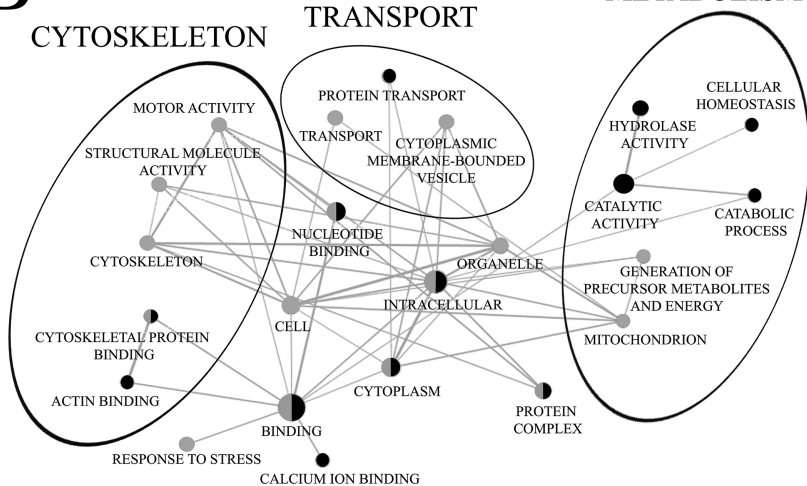 TRANSPORT
CYTOSKELETON
PROTEIN TRANSPORT
MOTOR ACTIVITY
TRANSPORT
CYTOPLASMIC
MEMBRANE-BOUNDED
VESICLE
STRUCTURAL MOLECULE
ACTIVITY
CELLULAR
HOMEOSTASIS
HYDROLASE
ACTIVITY
CATALYTIC
ACTIVITY
CATABOLIC
PROCESS
NUCLEOTIDE
BINDING
CYTOSKELETON
ORGANELLE
GENERATION OF
PRECURSOR METABOLITES
AND ENERGY
INTRACELLULAR
CELL
CYTOSKELETAL PROTEIN
BINDING
MITOCHONDRION
CYTOPLASM
ACTIN BINDING
PROTEIN
COMPLEX
BINDING
RESPONSE TO STRESS
CALCIUM ION BINDING